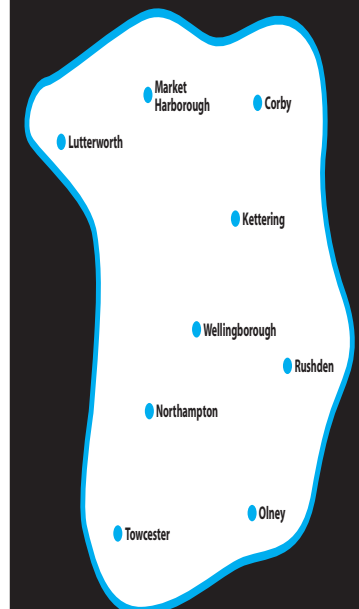 Market
Harborough
Corby
Lutterworth
Kettering
Wellingborough
Rushden
Northampton
Olney
Towcester